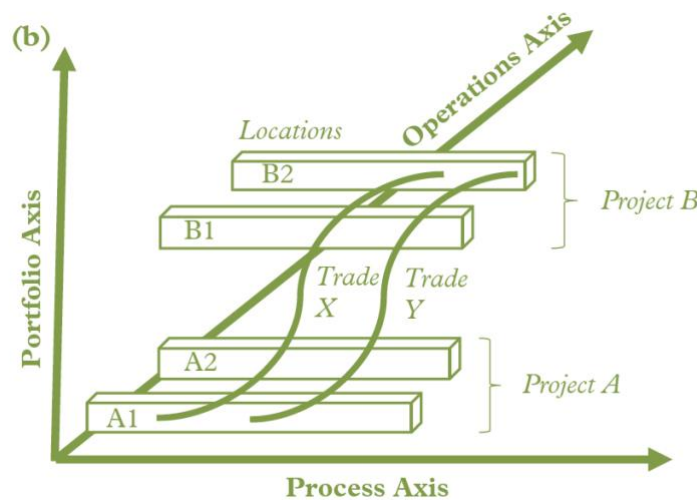 (b)
Operations Axis
Locations
B2
Project B
B1
Portfolio Axis
Trade
X
Trade
Y
A2
Project A
A1
Process Axis